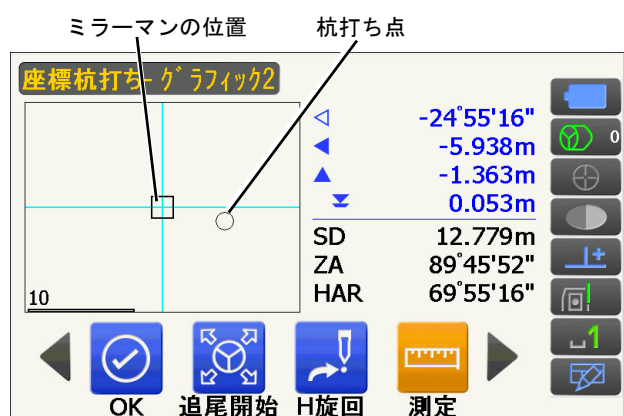 ミラーマンの位置 杭打ち点
座標杭打ち-グラフィック2
-24°55'16"
-5.938m
-1.363m
0.053m
SD 12.779m
ZA 89°45'52"
HAR 69°55'16"
10
0
1
OK 追尾開始 H旋回 測定